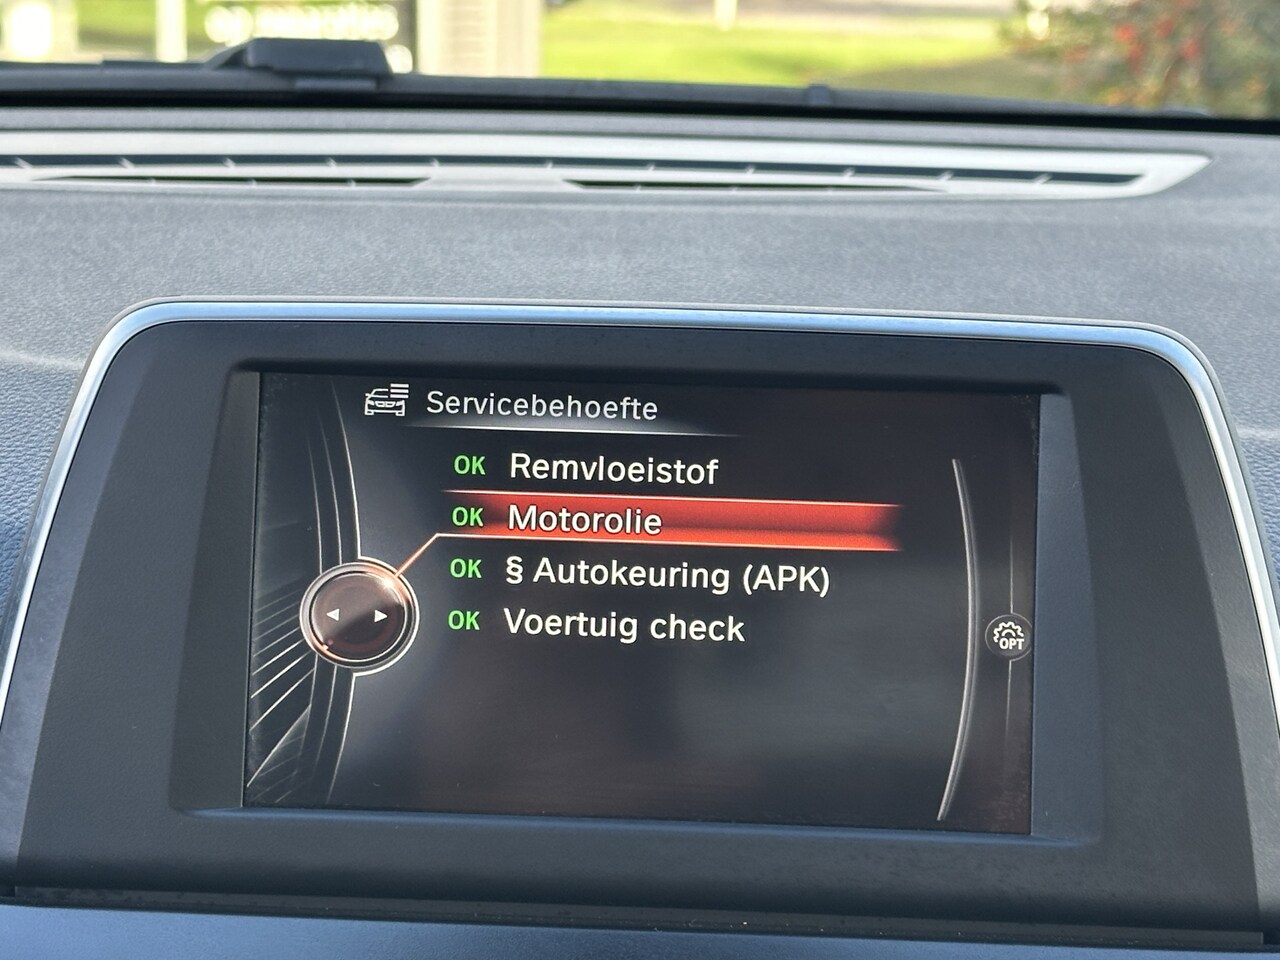 Servicebehoefte
OK Remvloeistof
OK Motorolie
OK § Autokeuring (APK)
OK Voertuig check
OPT